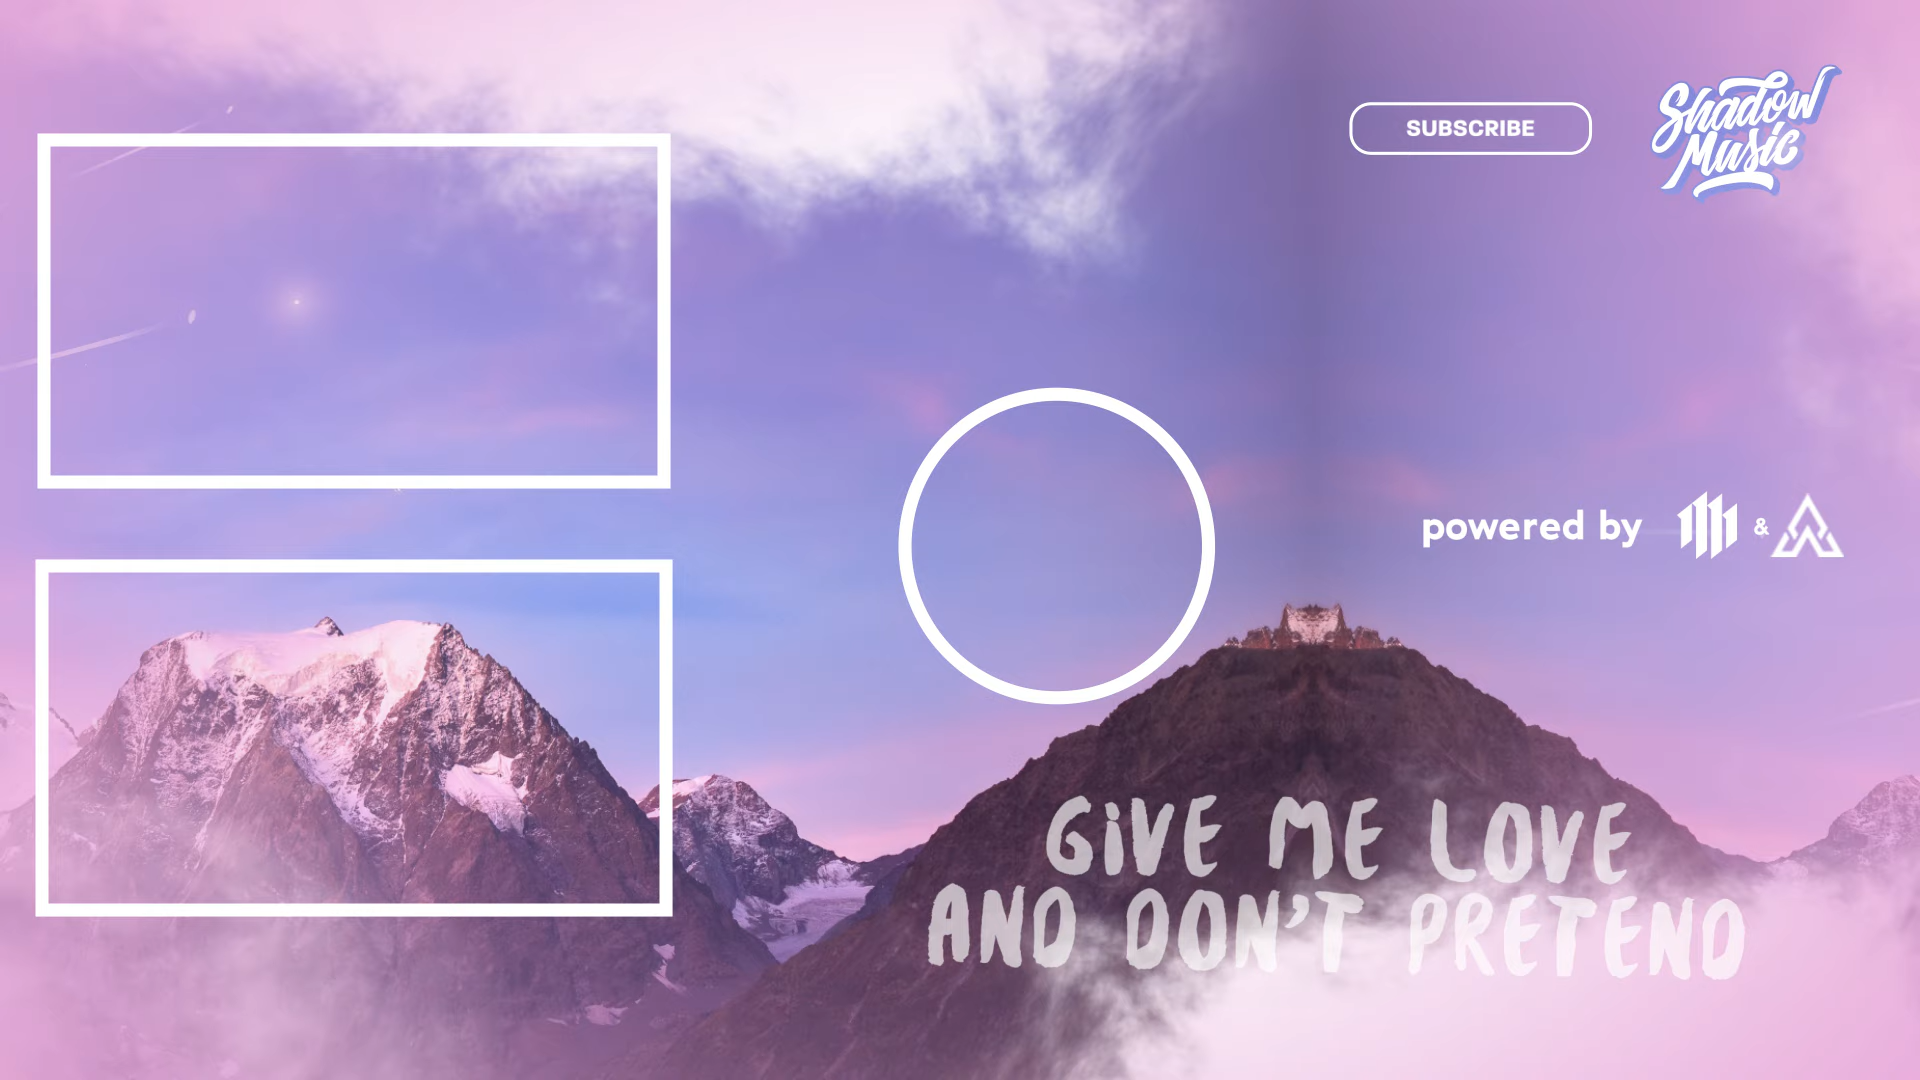 SUBSCRIBE
Shadow
Music
powered by
&
GiVE ME LOVE
AND DON'T PRETEND